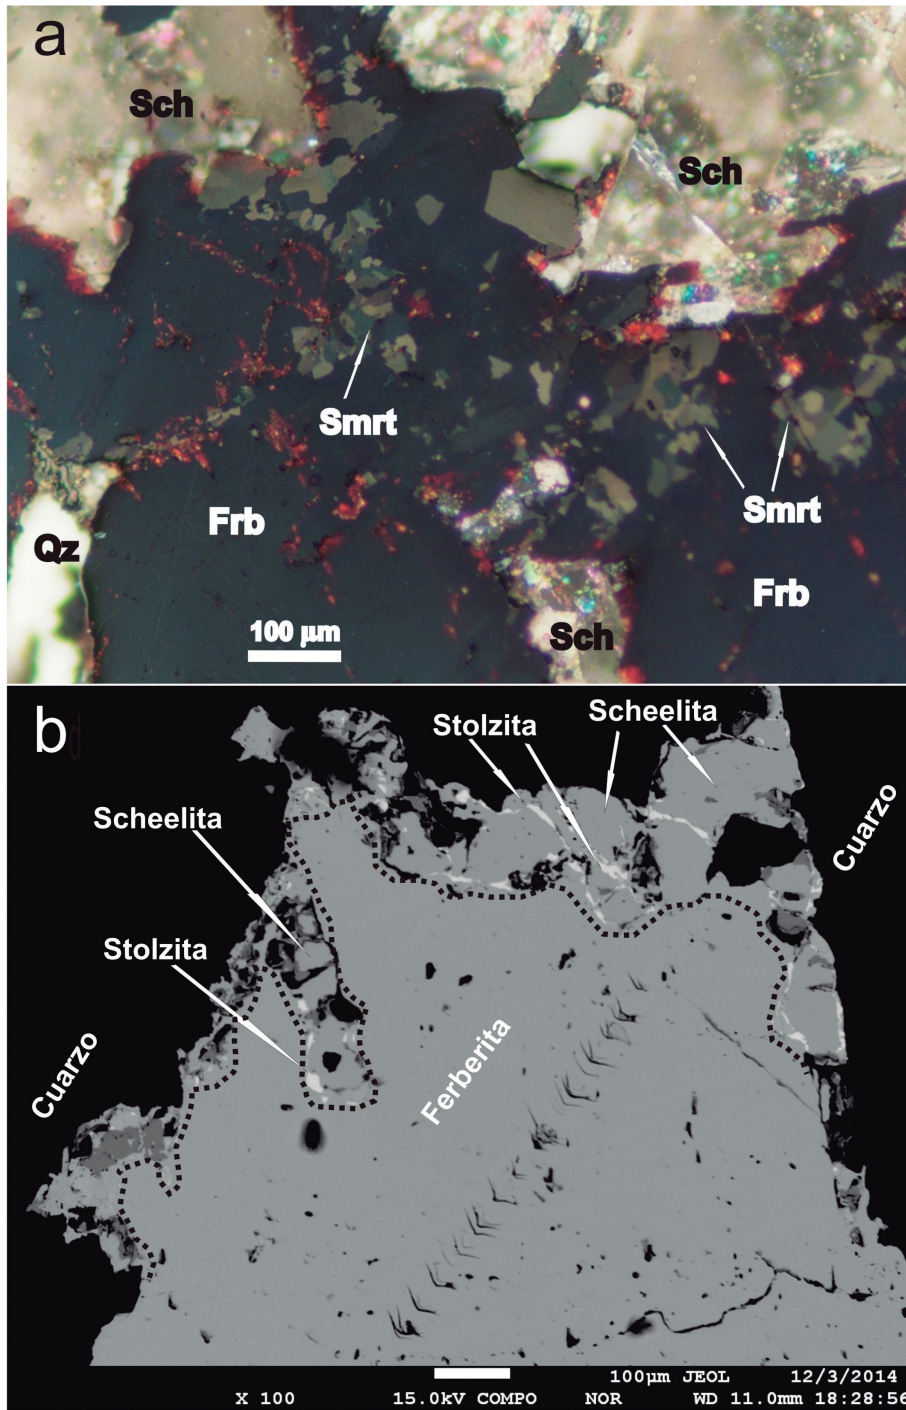 a
Sch
Sch
Smrt
Smrt
Frb
Qz
Frb
Sch
100 µm
b
d
Stolzita
Scheelita
Scheelita
Cuarzo
Stolzita
Cuarzo
Ferberita
100µm JEOL 12/3/2014
X 100 15.0kV COMPO NOR WD 11.0mm 18:28:56